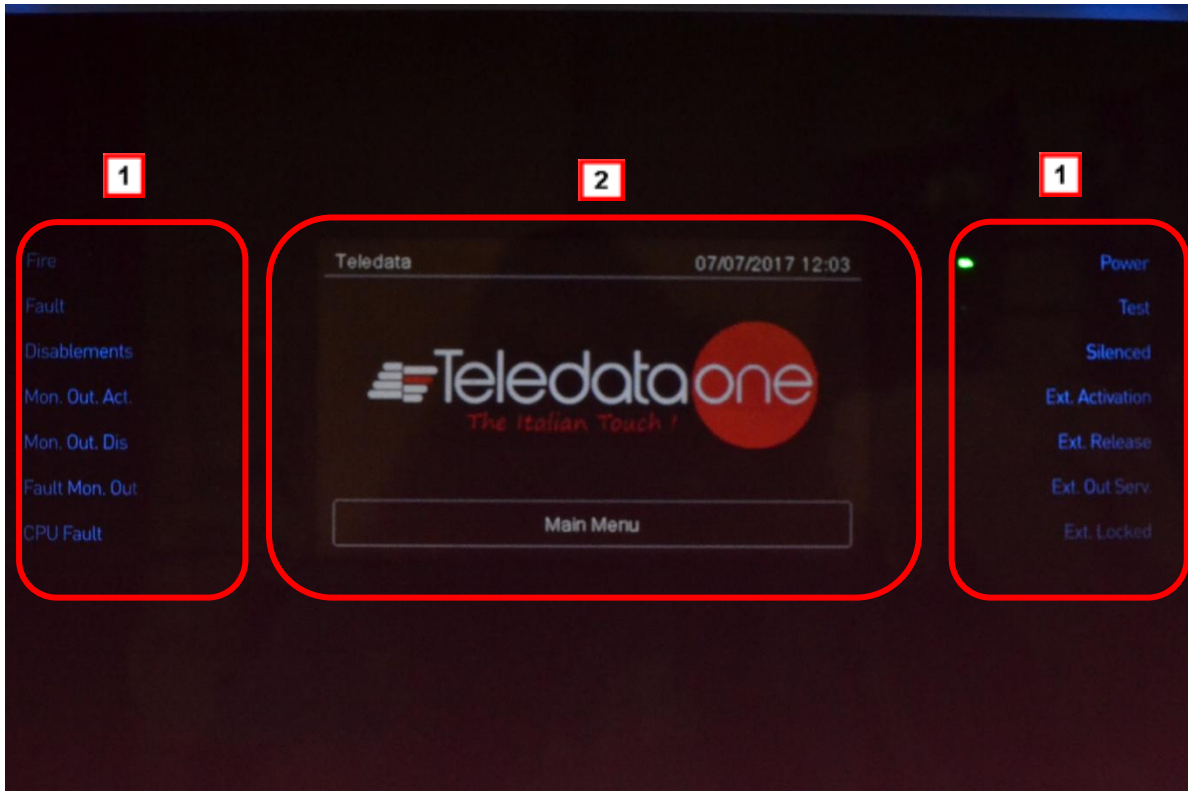 1
2
1
Fire
Fault
Disablements
Mon. Out. Act.
Mon. Out. Dis
Fault Mon. Out
CPU Fault
Teledata
07/07/2017 12:03
Teledata one
The Italian Touch !
Main Menu
Power
Test
Silenced
Ext. Activation
Ext. Release
Ext. Out Serv.
Ext. Locked